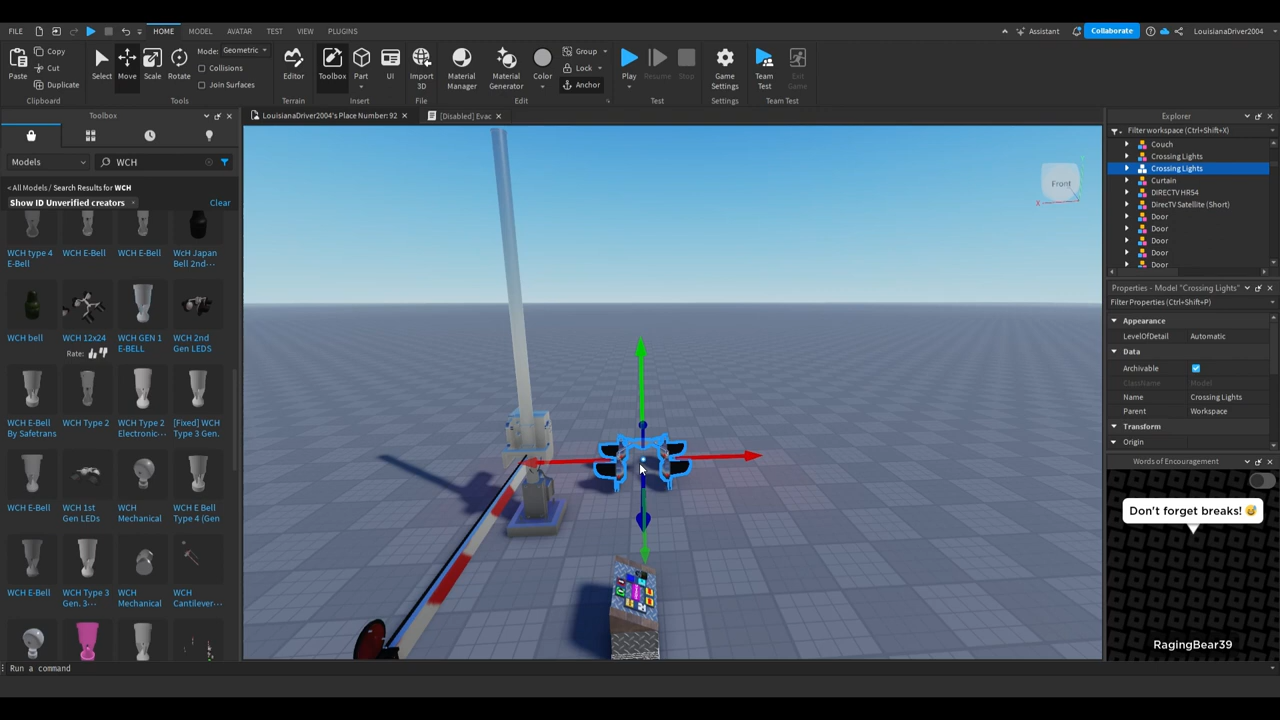 FILE HOME MODEL AVATAR TEST VIEW PLUGINS Assistant Collaborate LouisianaDriver2004
Paste Copy Cut Duplicate Select Move Scale Rotate Mode: Geometric Collisions Join Surfaces Editor Toolbox Part UI Import 3D Material Manager Material Generator Color Group Lock Anchor Play Resume Stop Game Settings Team Test Exit Game
Clipboard Tools Terrain Insert File Edit Test Settings Team Test
Toolbox
LouisianaDriver2004's Place Number: 92 × [Disabled] Evac ×
Models WCH
< All Models / Search Results for WCH
Show ID Unverified creators × Clear
WCH type 4 E-Bell
WCH E-Bell
WCH E-Bell
WcH Japan Bell 2nd-...
WCH bell
WCH 12x24
Rate:
WCH GEN 1 E-BELL
WCH 2nd Gen LEDS
WCH E-Bell By Safetrans
WCH Type 2
WCH Type 2 Electronic-...
[Fixed] WCH Type 3 Gen.
WCH E-Bell
WCH 1st Gen LEDs
WCH Mechanical
WCH E Bell Type 4 (Gen
WCH E-Bell
WCH Type 3 Gen. 3-...
WCH Mechanical
WCH Cantilever-...
Front
X
Explorer
Filter workspace (Ctrl+Shift+X)
Couch
Crossing Lights
Crossing Lights
Curtain
DIRECTV HR54
DirecTV Satellite (Short)
Door
Door
Door
Door
Door
Properties - Model "Crossing Lights"
Filter Properties (Ctrl+Shift+P)
Appearance
LevelOfDetail Automatic
Data
Archivable
ClassName Model
Name Crossing Lights
Parent Workspace
Transform
Origin
Words of Encouragement
Don't forget breaks! 😅
RagingBear39
Run a command